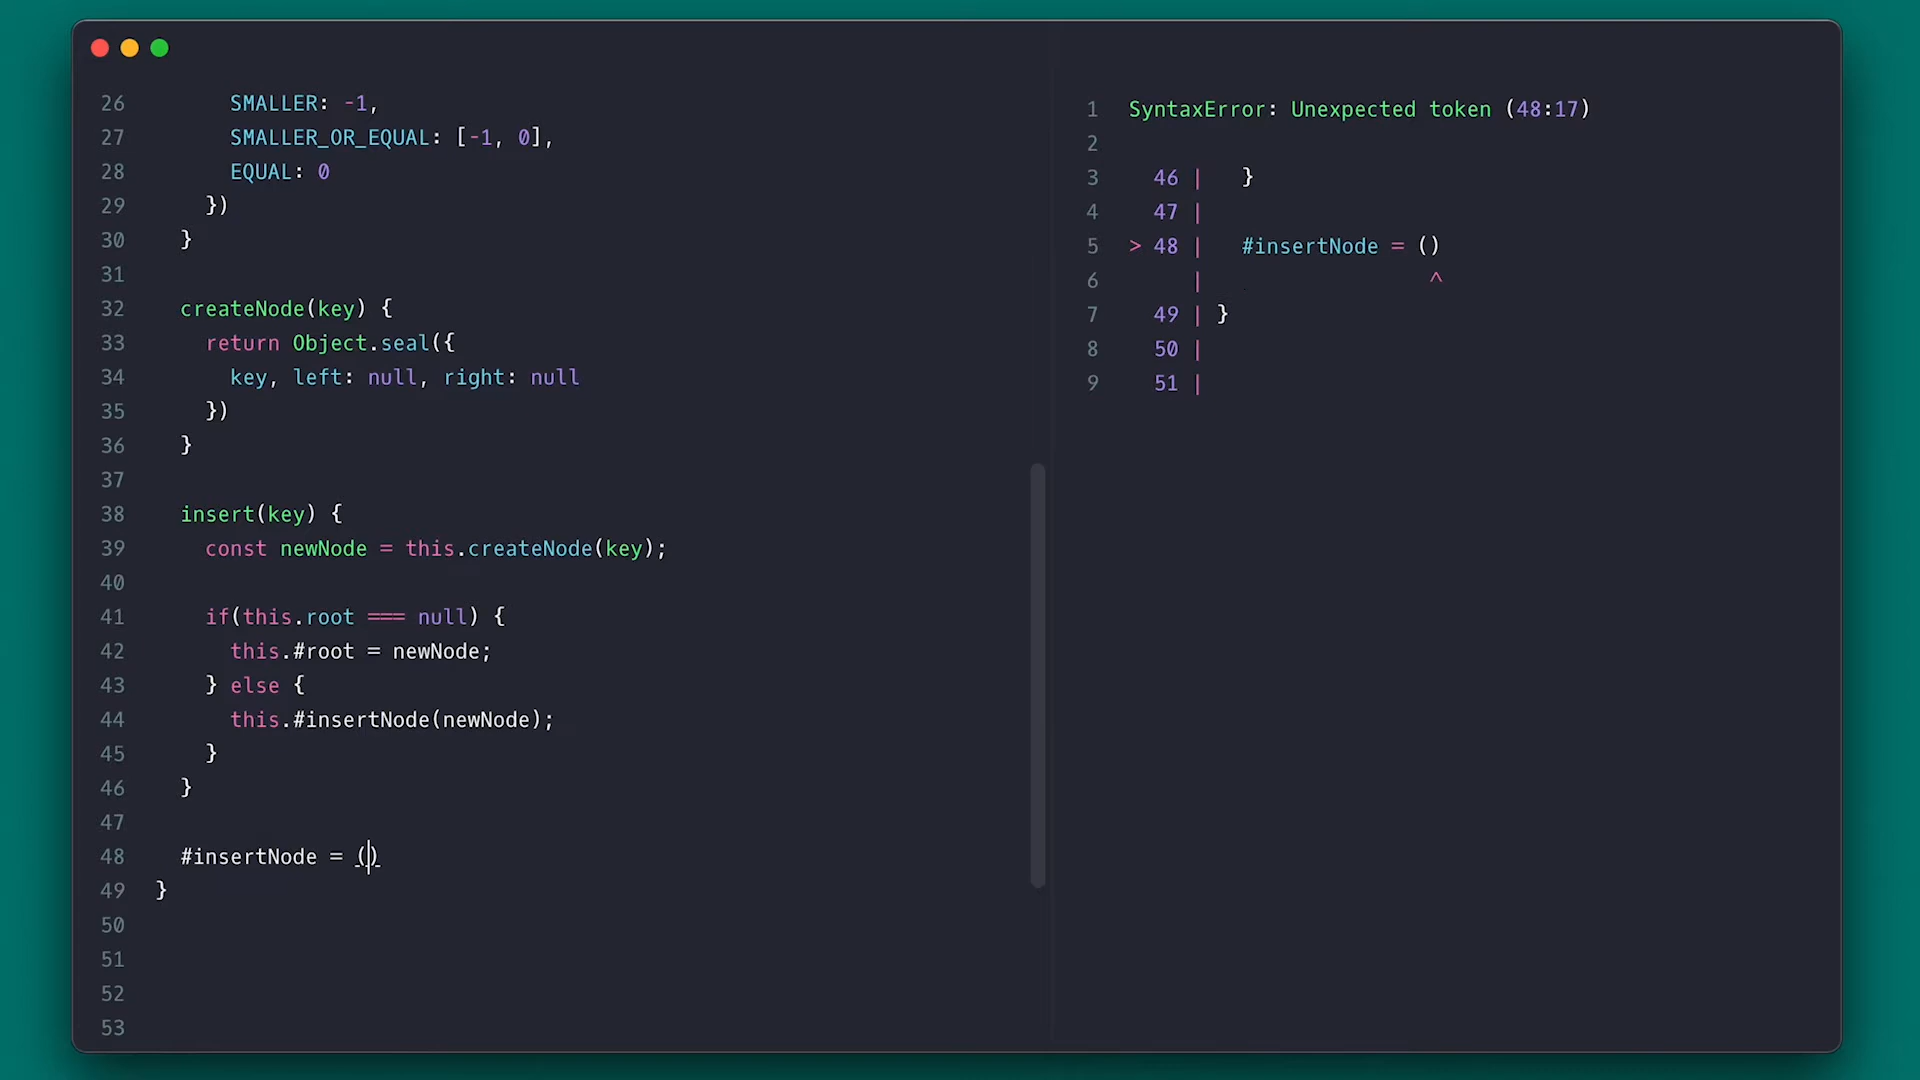 26 SMALLER: -1,
27 SMALLER_OR_EQUAL: [-1, 0],
28 EQUAL: 0
29 })
30 }
31
32 createNode(key) {
33 return Object.seal({
34 key, left: null, right: null
35 })
36 }
37
38 insert(key) {
39 const newNode = this.createNode(key);
40
41 if(this.root === null) {
42 this.#root = newNode;
43 } else {
44 this.#insertNode(newNode);
45 }
46 }
47
48 #insertNode = ()
49 }
50
51
52
53
1 SyntaxError: Unexpected token (48:17)
2
3 46 | }
4 47 |
5 > 48 | #insertNode = ()
6 | ^
7 49 | }
8 50 |
9 51 |